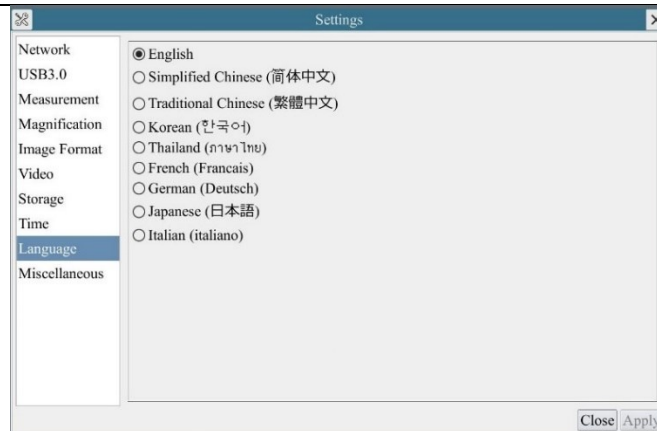 Settings
Network
USB3.0
Measurement
Magnification
Image Format
Video
Storage
Time
Language
Miscellaneous
English
Simplified Chinese (简体中文)
Traditional Chinese (繁體中文)
Korean (한국어)
Thailand (ภาษาไทย)
French (Francais)
German (Deutsch)
Japanese (日本語)
Italian (italiano)
Close
Apply